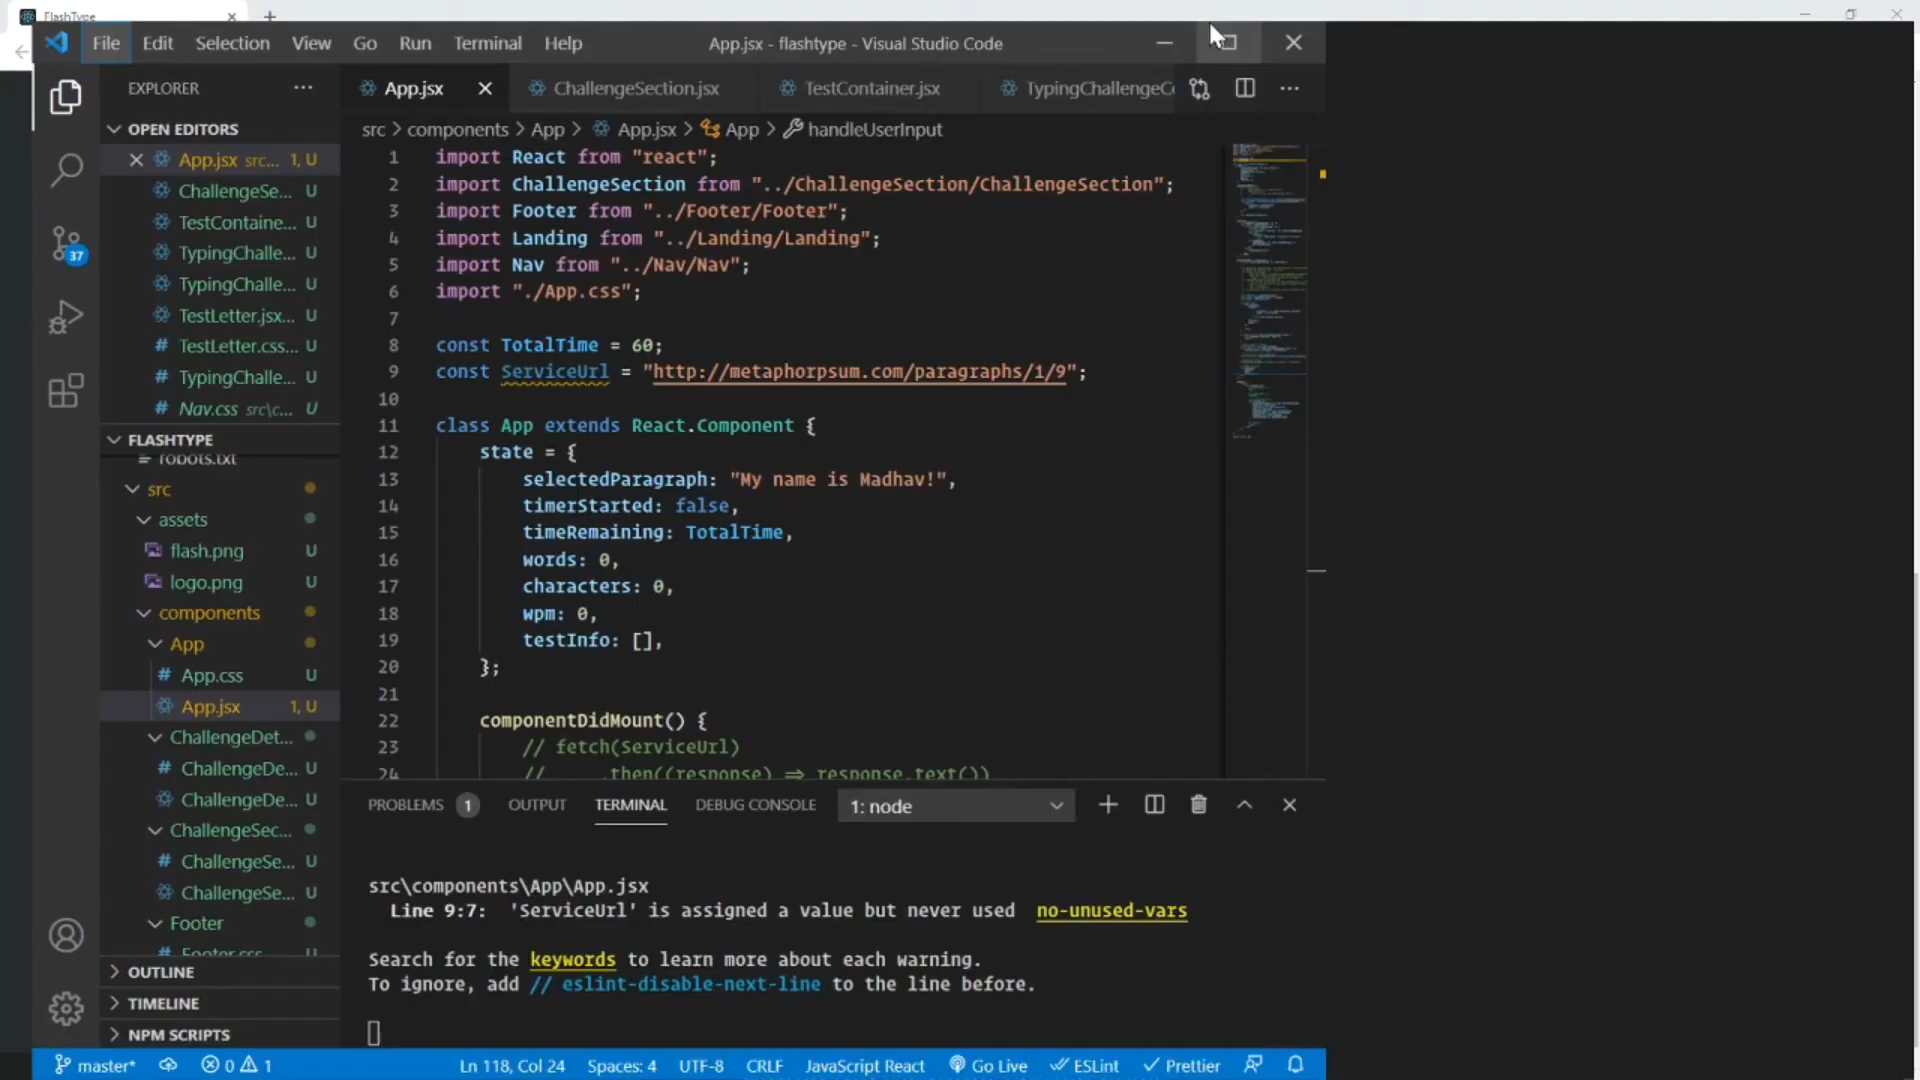 FlashType
File Edit Selection View Go Run Terminal Help
App.jsx - flashtype - Visual Studio Code
EXPLORER
OPEN EDITORS
App.jsx src... 1, U
ChallengeSe... U
TestContaine... U
TypingChalle... U
TypingChalle... U
TestLetter.jsx... U
# TestLetter.css... U
# TypingChalle... U
# Nav.css src\c... U
FLASHTYPE
robots.txt
src
assets
flash.png U
logo.png U
components
App
# App.css U
App.jsx 1, U
ChallengeDet...
# ChallengeDe... U
ChallengeDe... U
ChallengeSec...
# ChallengeSe... U
ChallengeSe... U
Footer
Footer.css
OUTLINE
TIMELINE
NPM SCRIPTS
37
App.jsx ChallengeSection.jsx TestContainer.jsx TypingChallengeC
src > components > App > App.jsx > App > handleUserInput
1 import React from "react";
2 import ChallengeSection from "../ChallengeSection/ChallengeSection";
3 import Footer from "../Footer/Footer";
4 import Landing from "../Landing/Landing";
5 import Nav from "../Nav/Nav";
6 import "./App.css";
7
8 const TotalTime = 60;
9 const ServiceUrl = "http://metaphorpsum.com/paragraphs/1/9";
10
11 class App extends React.Component {
12 state = {
13 selectedParagraph: "My name is Madhav!",
14 timerStarted: false,
15 timeRemaining: TotalTime,
16 words: 0,
17 characters: 0,
18 wpm: 0,
19 testInfo: [],
20 };
21
22 componentDidMount() {
23 // fetch(ServiceUrl)
24 // .then((response) ⇒ response.text())
PROBLEMS 1 OUTPUT TERMINAL DEBUG CONSOLE 1: node
src\components\App\App.jsx
Line 9:7: 'ServiceUrl' is assigned a value but never used no-unused-vars
Search for the keywords to learn more about each warning.
To ignore, add // eslint-disable-next-line to the line before.
master* 0 1 Ln 118, Col 24 Spaces: 4 UTF-8 CRLF JavaScript React Go Live ESLint Prettier